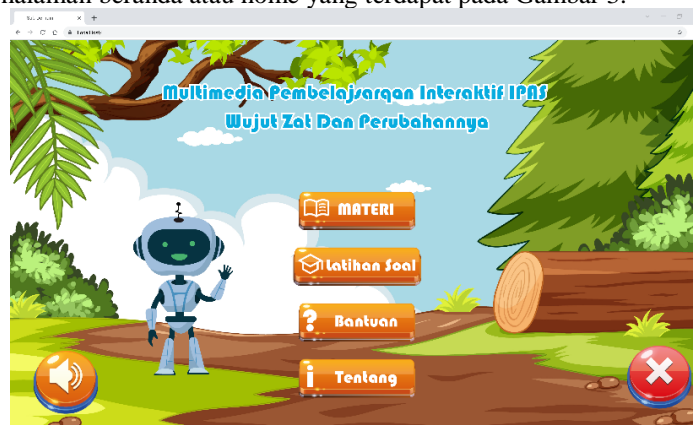 halaman beranda atau home yang terdapat pada Gambar 3.
Multimedia Pembelajsarqan Interaktif IPAS
Wujut Zat Dan Perubahannya
MATERI
Latihan Soal
? Bantuan
i Tentang